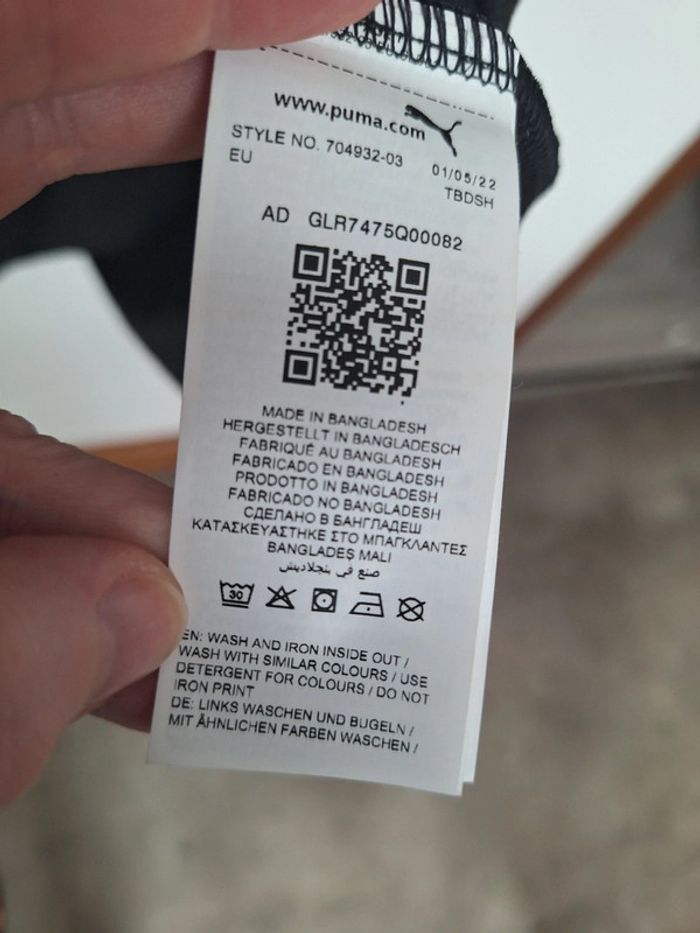 www.puma.com
STYLE NO. 704932-03 01/05/22
EU TBDSH
AD GLR7475Q00082
MADE IN BANGLADESH
HERGESTELLT IN BANGLADESCH
FABRIQUÉ AU BANGLADESH
FABRICADO EN BANGLADESH
PRODOTTO IN BANGLADESH
FABRICADO NO BANGLADESH
СДЕЛАНО В БАНГЛАДЕШ
ΚΑΤΑΣΚΕΥΑΣΤΗΚΕ ΣΤΟ ΜΠΑΓΚΛΑΝΤΕΣ
BANGLADEŞ MALI
صنع في بنجلاديش
30
EN: WASH AND IRON INSIDE OUT /
WASH WITH SIMILAR COLOURS / USE
DETERGENT FOR COLOURS / DO NOT
IRON PRINT
DE: LINKS WASCHEN UND BUGELN /
MIT ÄHNLICHEN FARBEN WASCHEN /